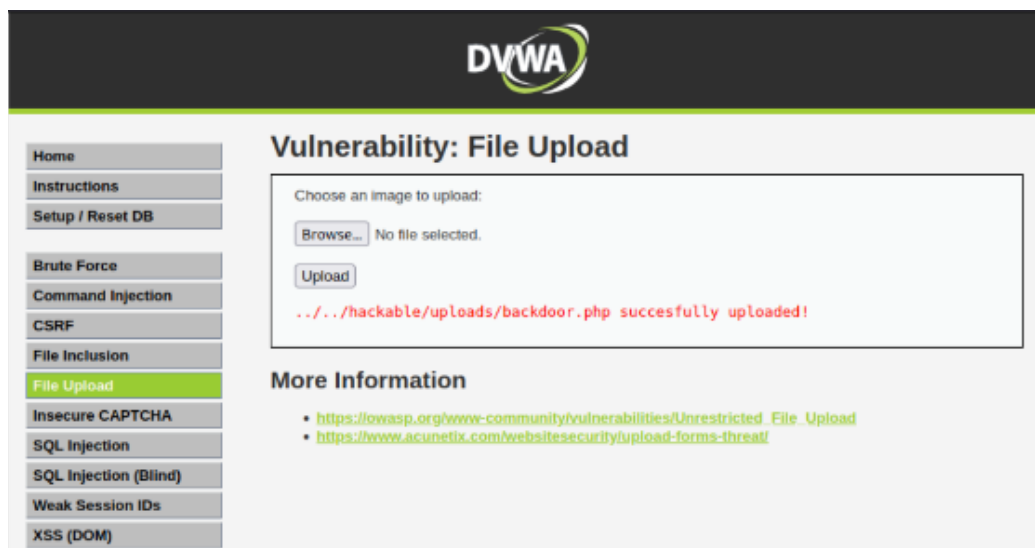 DVWA
Vulnerability: File Upload
Home
Instructions
Setup / Reset DB
Brute Force
Command Injection
CSRF
File Inclusion
File Upload
Insecure CAPTCHA
SQL Injection
SQL Injection (Blind)
Weak Session IDs
XSS (DOM)
Choose an image to upload:
Browse... No file selected.
Upload
../../hackable/uploads/backdoor.php succesfully uploaded!
More Information
• https://owasp.org/www-community/vulnerabilities/Unrestricted_File_Upload
• https://www.acunetix.com/websitesecurity/upload-forms-threat/